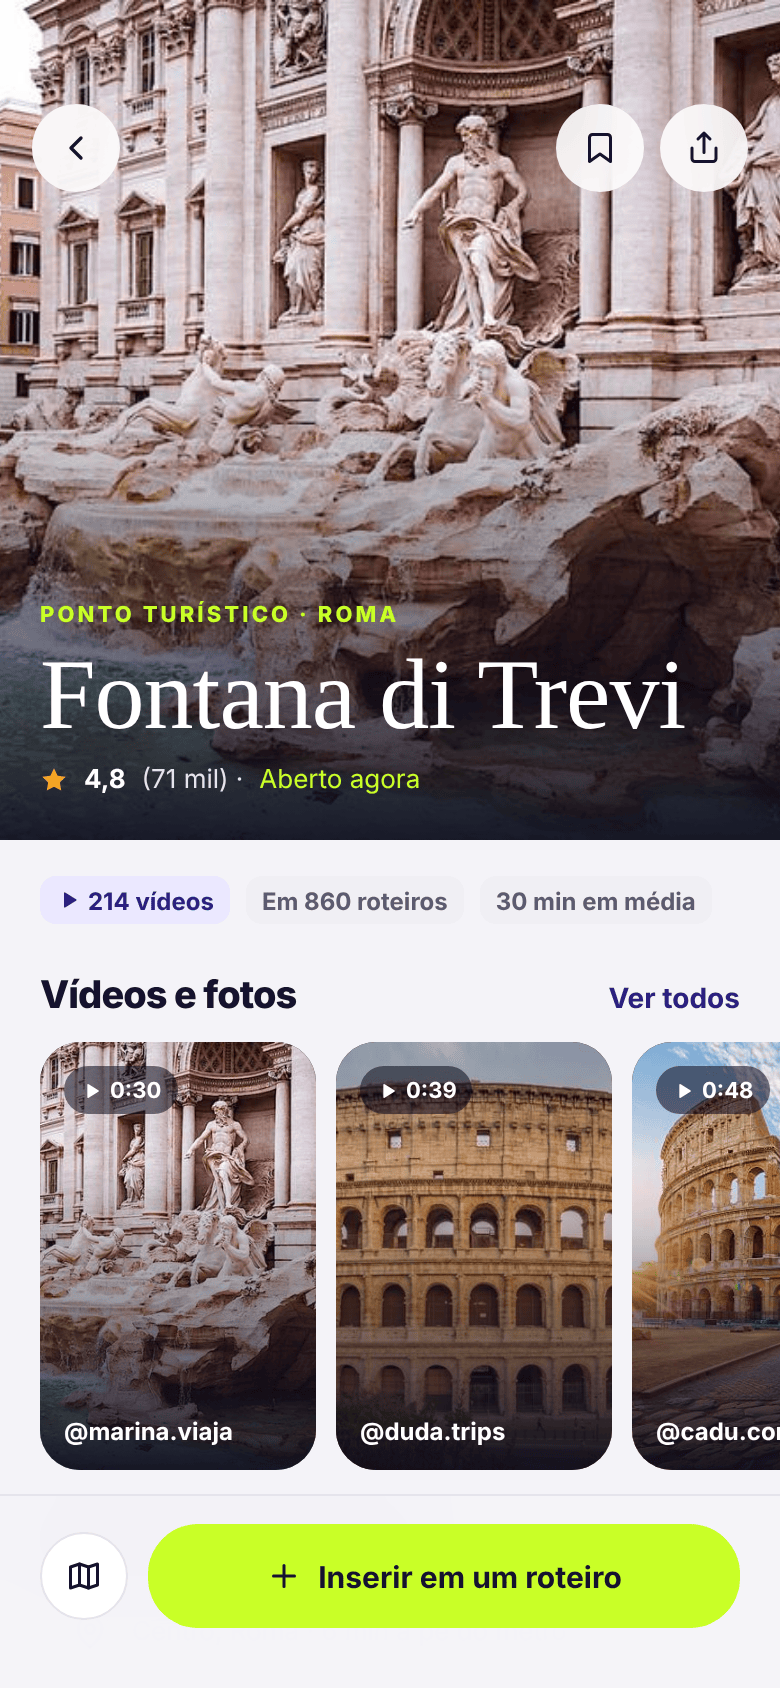 PONTO TURÍSTICO · ROMA
Fontana di Trevi
4,8 (71 mil) · Aberto agora
214 vídeos
Em 860 roteiros
30 min em média
Vídeos e fotos
Ver todos
0:30
0:39
0:48
@marina.viaja
@duda.trips
@cadu.co
Inserir em um roteiro